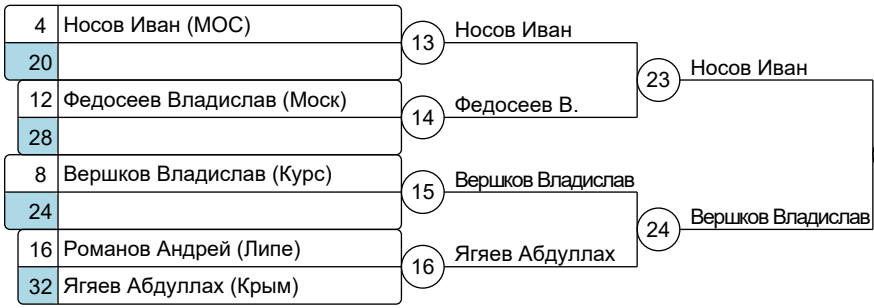 4 Носов Иван (МОС)
20
12 Федосеев Владислав (Моск)
28
8 Вершков Владислав (Курс)
24
16 Романов Андрей (Липе)
32 Ягяев Абдуллах (Крым)
13 Носов Иван
14 Федосеев В.
15 Вершков Владислав
16 Ягяев Абдуллах
23 Носов Иван
24 Вершков Владислав